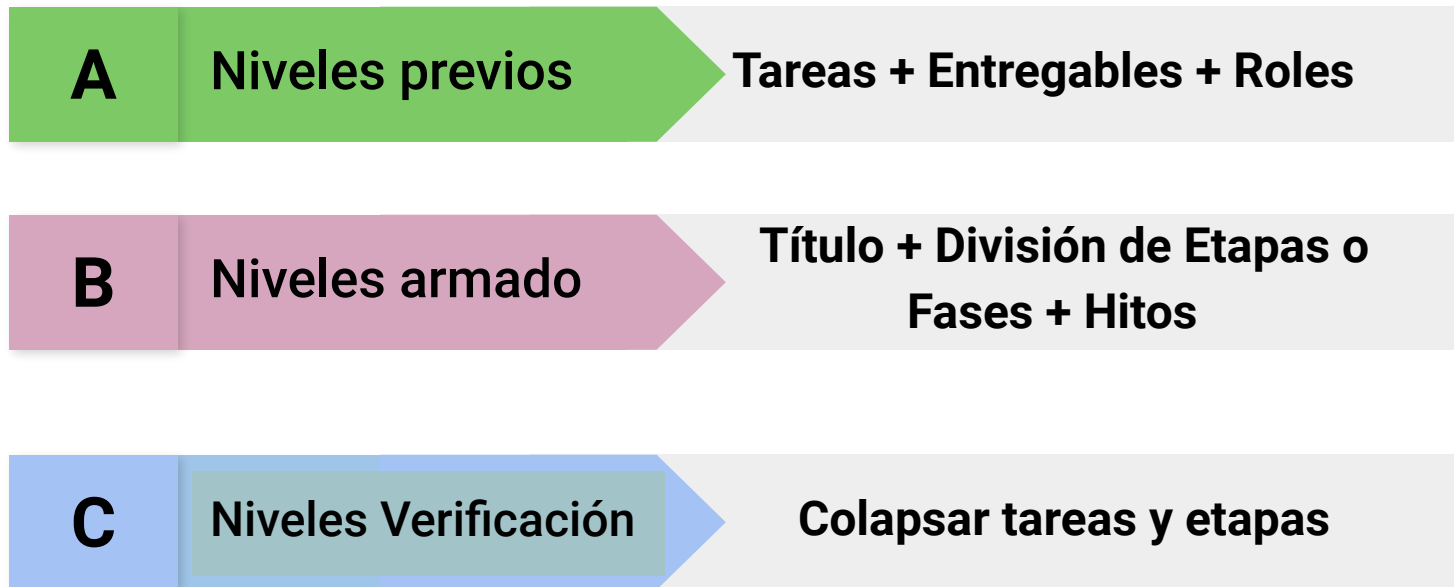 A Niveles previos Tareas + Entregables + Roles
B Niveles armado Título + División de Etapas o
Fases + Hitos
C Niveles Verificación Colapsar tareas y etapas